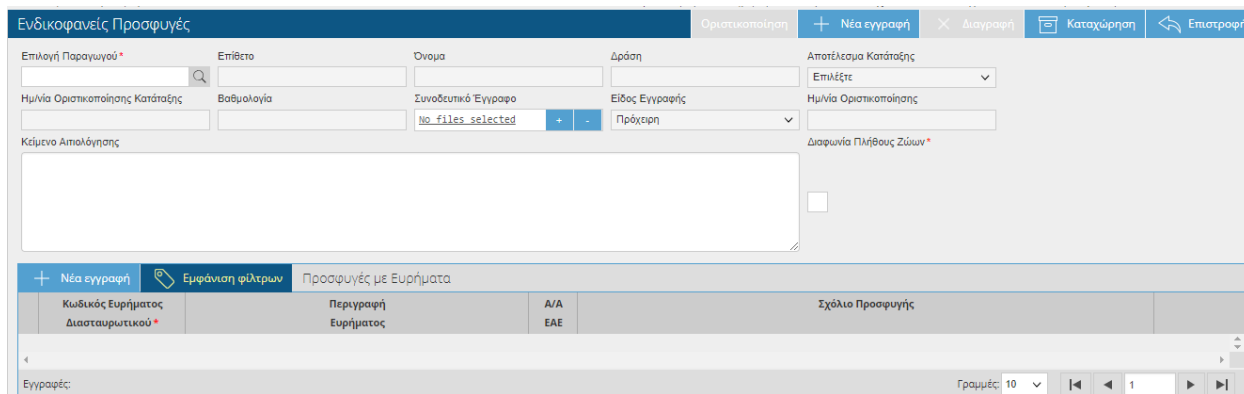 Ενδικοφανείς Προσφυγές Οριστικοποίηση Νέα εγγραφή Διαγραφή Καταχώρηση Επιστροφή
Επιλογή Παραγωγού * Επίθετο Όνομα Δράση Αποτέλεσμα Κατάταξης
Επιλέξτε
Ημ/νία Οριστικοποίησης Κατάταξης Βαθμολογία Συνοδευτικό Έγγραφο Είδος Εγγραφής Ημ/νία Οριστικοποίησης
No files selected + - Πρόχειρη
Κείμενο Αιτιολόγησης Διαφωνία Πλήθους Ζώων *
Νέα εγγραφή Εμφάνιση φίλτρων Προσφυγές με Ευρήματα
Κωδικός Ευρήματος Περιγραφή Α/Α Σχόλιο Προσφυγής
Διασταυρωτικού * Ευρήματος ΕΑΕ
Εγγραφές: Γραμμές: 10 1